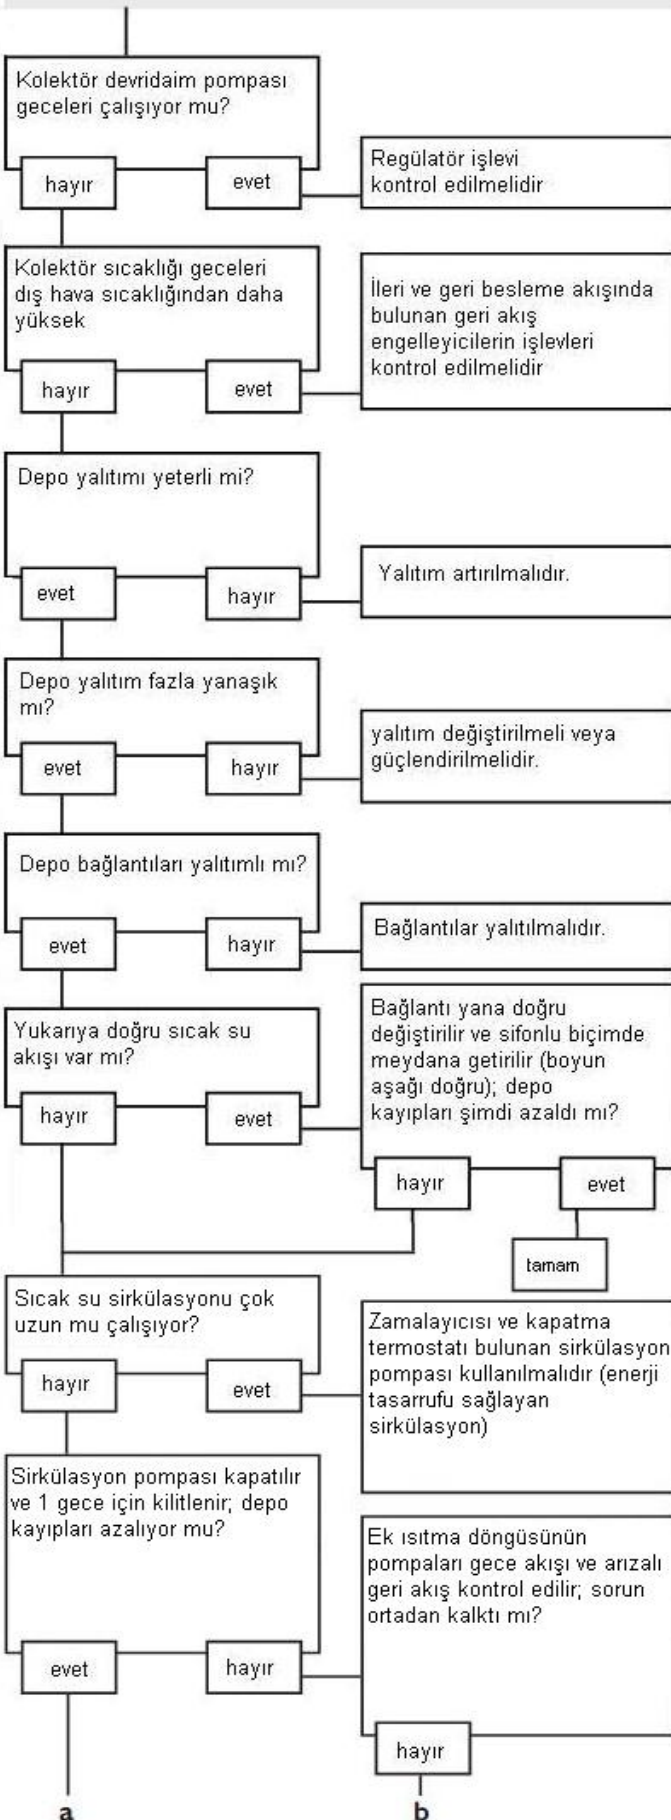 Kolektör devridaim pompası
geceleri çalışıyor mu?
hayır
evet
Regülatör işlevi
kontrol edilmelidir
Kolektör sıcaklığı geceleri
dış hava sıcaklığından daha
yüksek
hayır
evet
İleri ve geri besleme akışında
bulunan geri akış
engelleyicilerin işlevleri
kontrol edilmelidir
Depo yalıtımı yeterli mi?
evet
hayır
Yalıtım artırılmalıdır.
Depo yalıtım fazla yanaşık
mı?
evet
hayır
yalıtım değiştirilmeli veya
güçlendirilmelidir.
Depo bağlantıları yalıtımlı mı?
evet
hayır
Bağlantılar yalıtılmalıdır.
Yukarıya doğru sıcak su
akışı var mı?
hayır
evet
Bağlantı yana doğru
değiştirilir ve sifonlu biçimde
meydana getirilir (boyun
aşağı doğru); depo
kayıpları şimdi azaldı mı?
hayır
evet
tamam
Sıcak su sirkülasyonu çok
uzun mu çalışıyor?
hayır
evet
Zamalayıcısı ve kapatma
termostatı bulunan sirkülasyon
pompası kullanılmalıdır (enerji
tasarrufu sağlayan
sirkülasyon)
Sirkülasyon pompası kapatılır
ve 1 gece için kilitlenir; depo
kayıpları azalıyor mu?
evet
hayır
Ek ısıtma döngüsünün
pompaları gece akışı ve arızalı
geri akış kontrol edilir; sorun
ortadan kalktı mı?
hayır
a
b